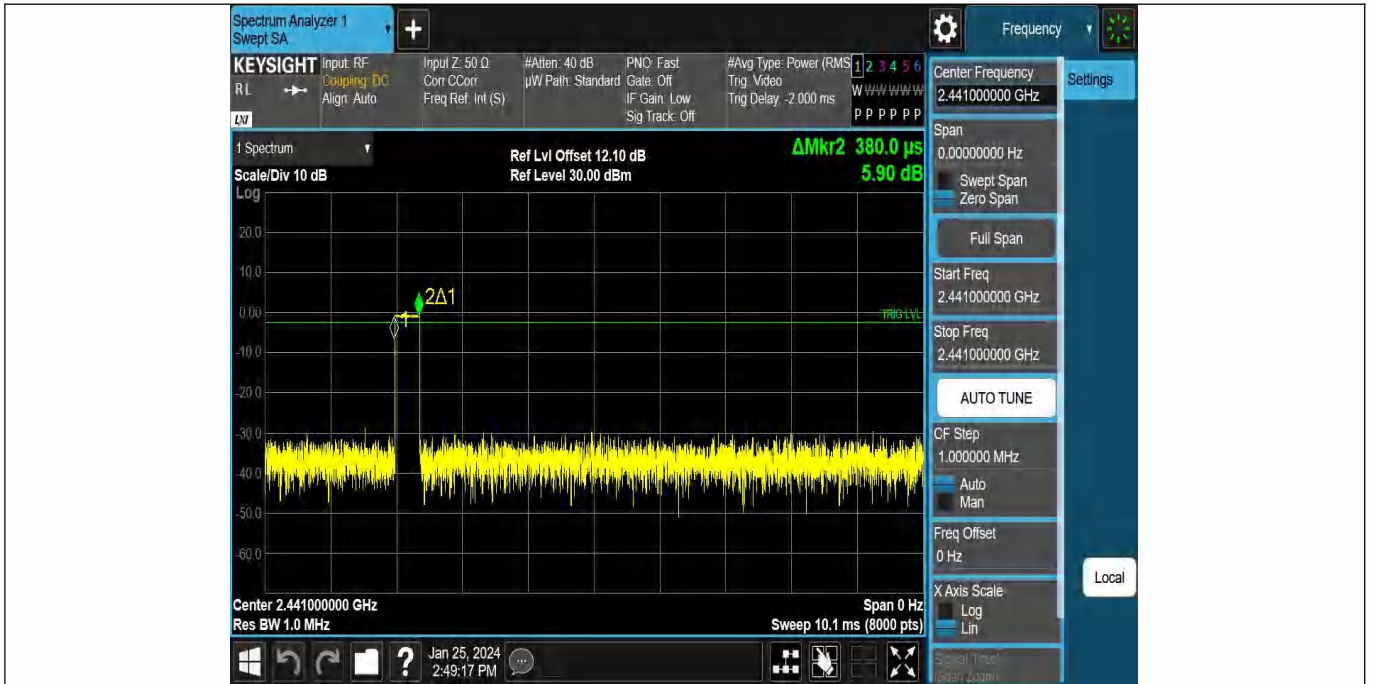 Spectrum Analyzer 1
Swept SA
+
Frequency
KEYSIGHT
RL
LXI
Input: RF
Coupling: DC
Align: Auto
Input Z: 50 Ω
Corr CCorr
Freq Ref: Int (S)
#Atten: 40 dB
µW Path: Standard
PNO: Fast
Gate: Off
IF Gain: Low
Sig Track: Off
#Avg Type: Power (RMS
Trig: Video
Trig Delay: -2.000 ms
1 2 3 4 5 6
W W W W W W
P P P P P P
Center Frequency
2.441000000 GHz
Settings
Span
0.00000000 Hz
Swept Span
Zero Span
Full Span
Start Freq
2.441000000 GHz
Stop Freq
2.441000000 GHz
AUTO TUNE
CF Step
1.000000 MHz
Auto
Man
Freq Offset
0 Hz
X Axis Scale
Log
Lin
Signal Track
(Span Zoom)
Local
1 Spectrum
Scale/Div 10 dB
Log
Ref Lvl Offset 12.10 dB
Ref Level 30.00 dBm
ΔMkr2 380.0 µs
5.90 dB
20.0
10.0
0.00
-10.0
-20.0
-30.0
-40.0
-50.0
-60.0
2Δ1
TRIG LVL
Center 2.441000000 GHz
Res BW 1.0 MHz
Span 0 Hz
Sweep 10.1 ms (8000 pts)
?
Jan 25, 2024
2:49:17 PM